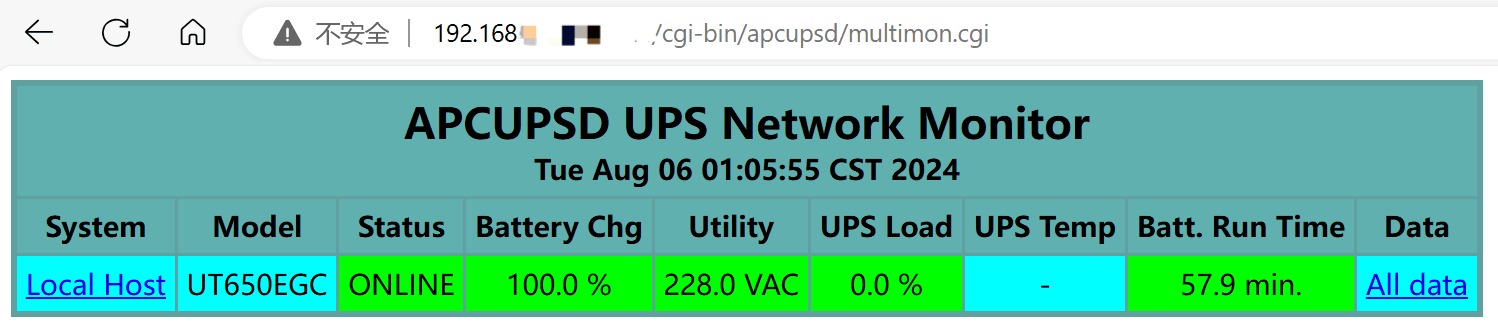 不安全 192.168 /cgi-bin/apcupsd/multimon.cgi
APCUPSD UPS Network Monitor
Tue Aug 06 01:05:55 CST 2024
System Model Status Battery Chg Utility UPS Load UPS Temp Batt. Run Time Data
Local Host UT650EGC ONLINE 100.0 % 228.0 VAC 0.0 % - 57.9 min. All data